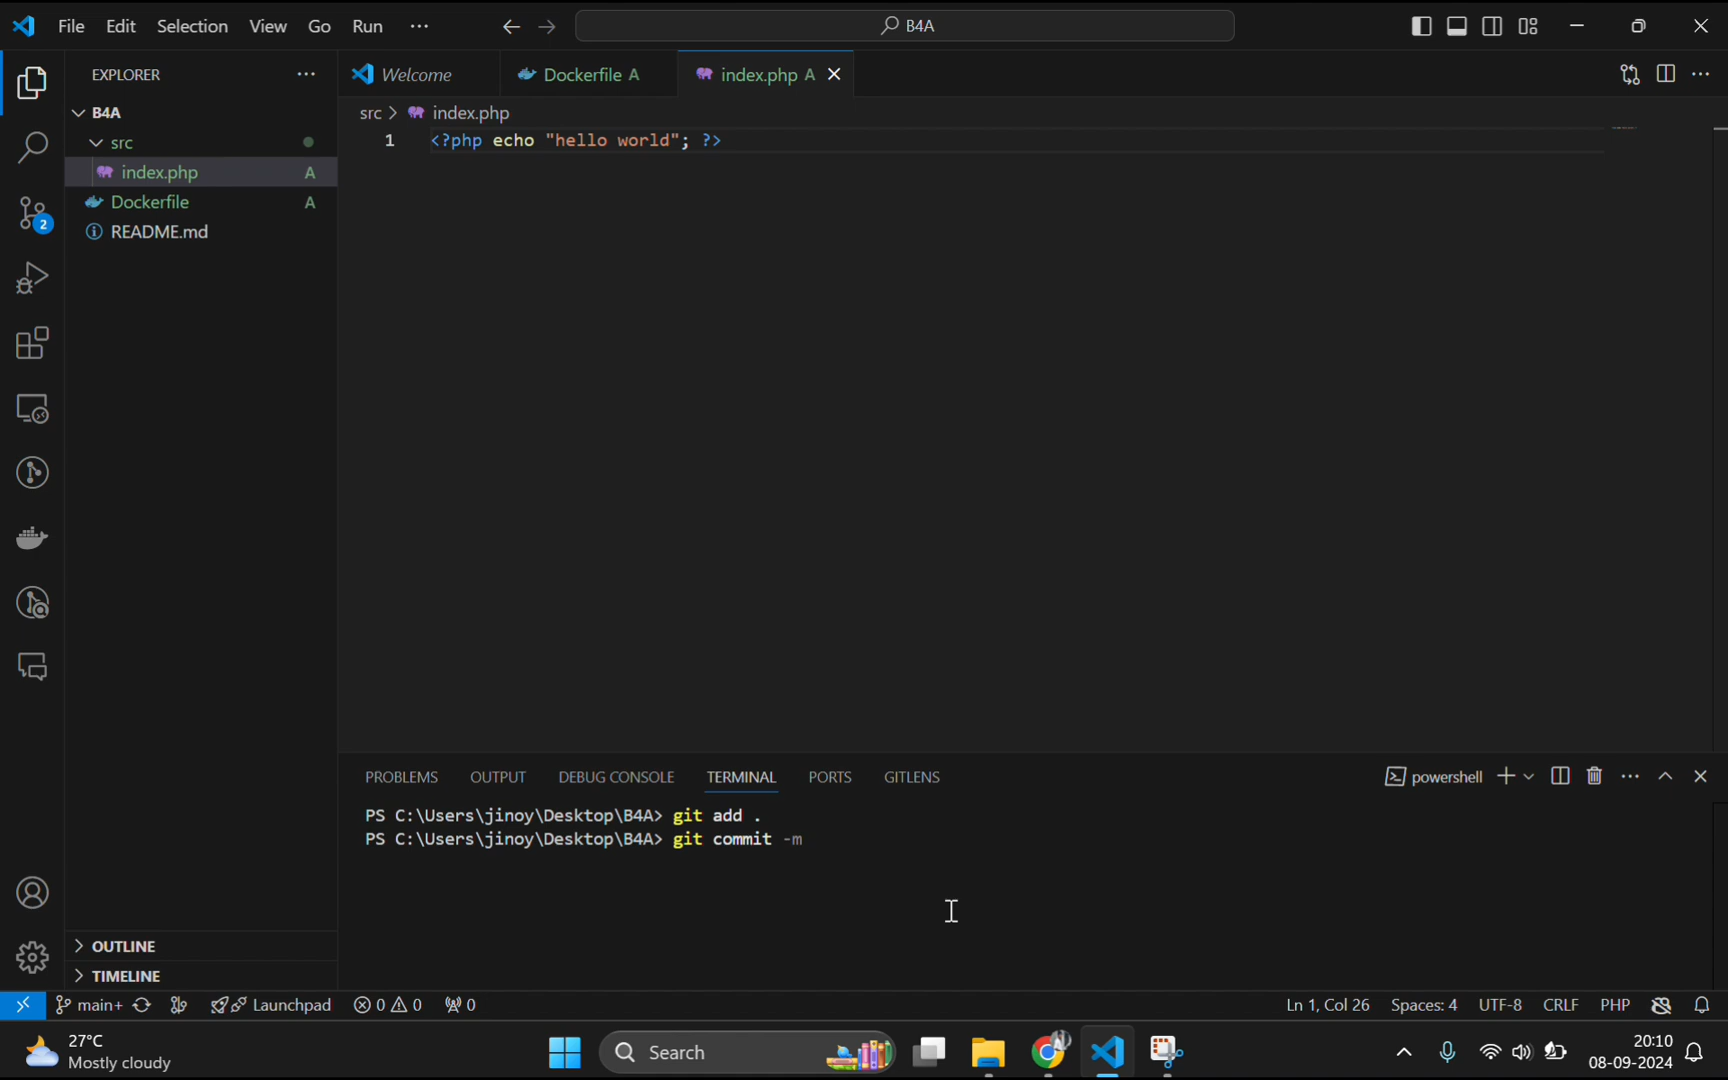 File Edit Selection View Go Run ··· B4A
EXPLORER ···
Welcome Dockerfile A index.php A
B4A
src > index.php
src
1 <?php echo "hello world"; ?>
index.php A
Dockerfile A
2
README.md
PROBLEMS OUTPUT DEBUG CONSOLE TERMINAL PORTS GITLENS powershell
PS C:\Users\jinoy\Desktop\B4A> git add .
PS C:\Users\jinoy\Desktop\B4A> git commit -m
OUTLINE
TIMELINE
main+ Launchpad 0 0 0 Ln 1, Col 26 Spaces: 4 UTF-8 CRLF PHP
27°C
Mostly cloudy
Search
20:10
08-09-2024